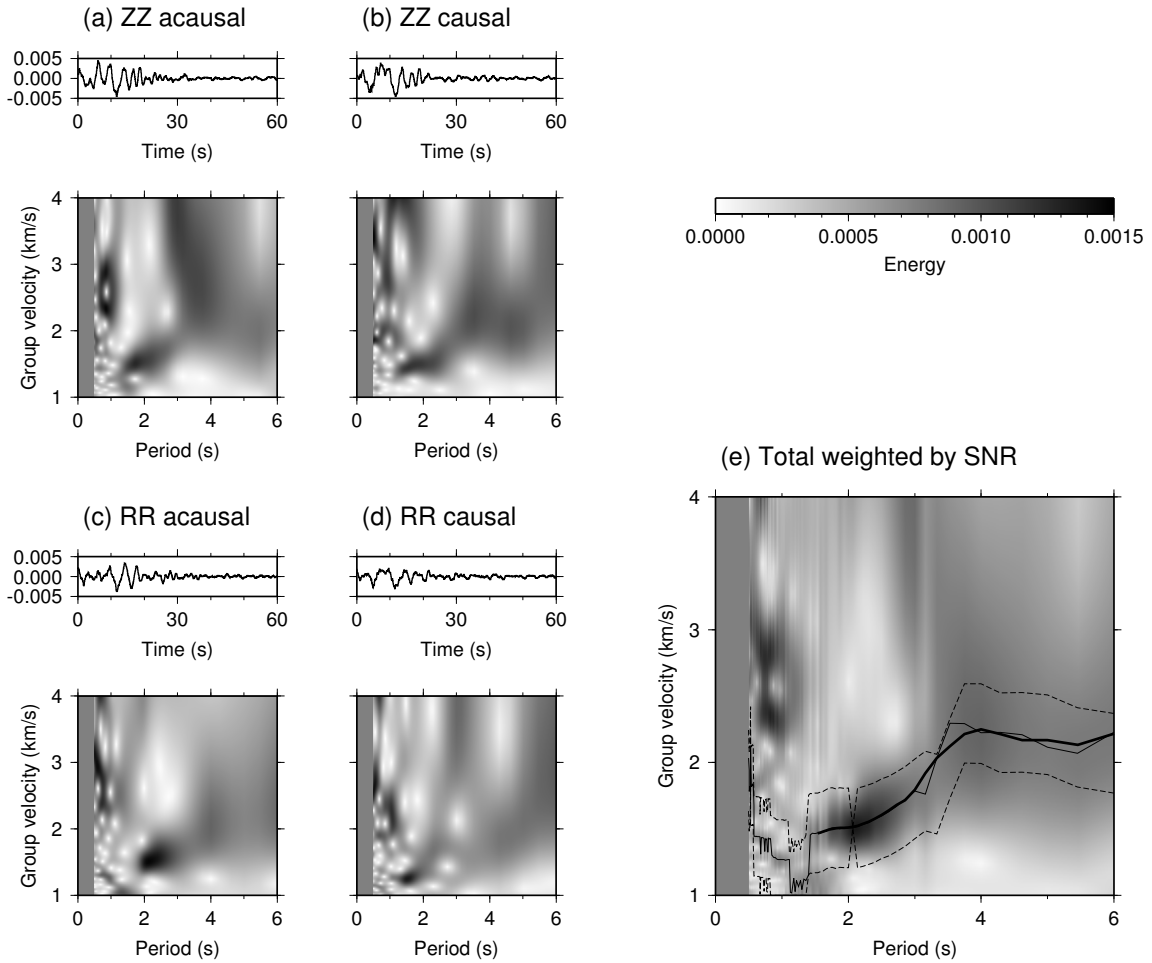 (a) ZZ acausal
(b) ZZ causal
0.005
0.000
-0.005
0 30 60
0 30 60
Time (s)
Time (s)
4
3
2
1
Group velocity (km/s)
0 2 4 6
0 2 4 6
Period (s)
Period (s)
0.0000 0.0005 0.0010 0.0015
Energy
(c) RR acausal
(d) RR causal
0.005
0.000
-0.005
0 30 60
0 30 60
Time (s)
Time (s)
4
3
2
1
Group velocity (km/s)
0 2 4 6
0 2 4 6
Period (s)
Period (s)
(e) Total weighted by SNR
4
3
2
1
Group velocity (km/s)
0 2 4 6
Period (s)